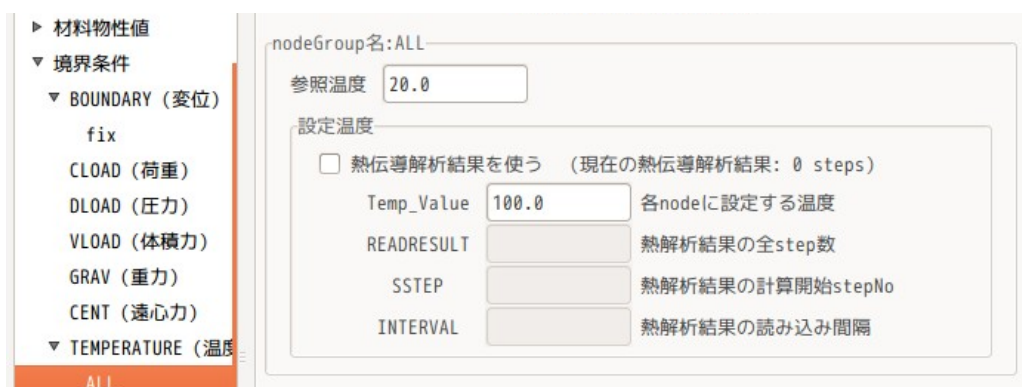 ▶ 材料物性値
▼ 境界条件
▼ BOUNDARY (変位)
fix
CLOAD (荷重)
DLOAD (圧力)
VLOAD (体積力)
GRAV (重力)
CENT (遠心力)
▼ TEMPERATURE (温度
ALL
nodeGroup名:ALL
参照温度 20.0
設定温度
熱伝導解析結果を使う (現在の熱伝導解析結果: 0 steps)
Temp_Value 100.0 各nodeに設定する温度
READRESULT 熱解析結果の全step数
SSTEP 熱解析結果の計算開始stepNo
INTERVAL 熱解析結果の読み込み間隔